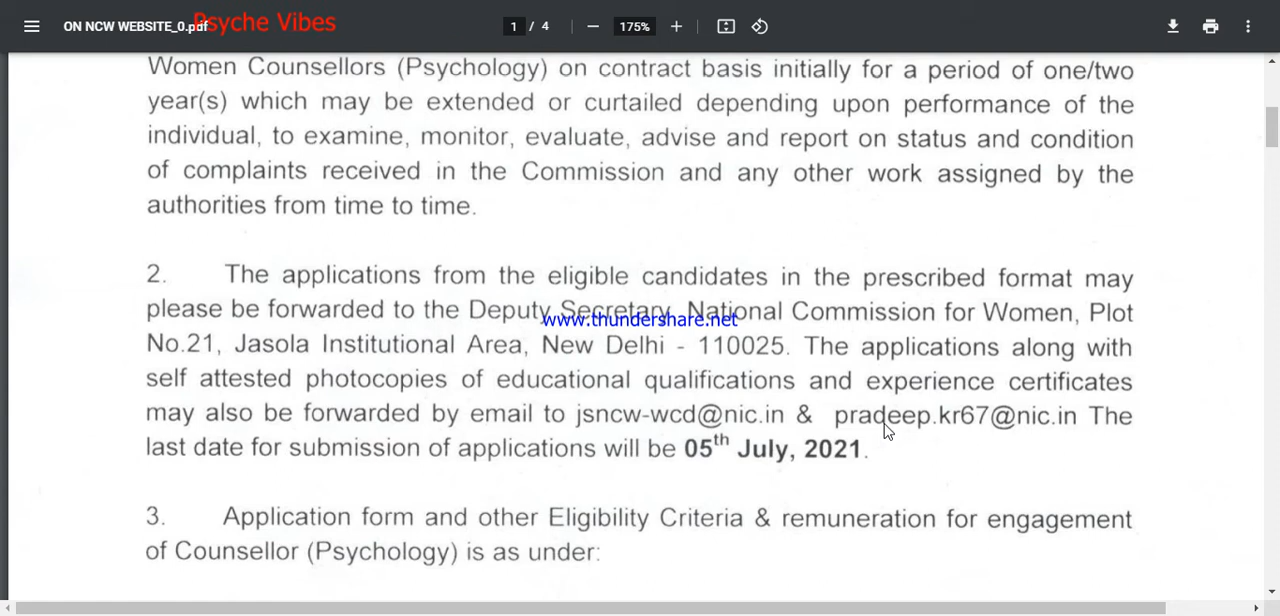 ON NCW WEBSITE_0.pdf
Psyche Vibes
1 / 4
175%
Women Counsellors (Psychology) on contract basis initially for a period of one/two
year(s) which may be extended or curtailed depending upon performance of the
individual, to examine, monitor, evaluate, advise and report on status and condition
of complaints received in the Commission and any other work assigned by the
authorities from time to time.
2. The applications from the eligible candidates in the prescribed format may
please be forwarded to the Deputy Secretary, National Commission for Women, Plot
www.thundershare.net
No.21, Jasola Institutional Area, New Delhi - 110025. The applications along with
self attested photocopies of educational qualifications and experience certificates
may also be forwarded by email to jsncw-wcd@nic.in & pradeep.kr67@nic.in The
last date for submission of applications will be 05th July, 2021.
3. Application form and other Eligibility Criteria & remuneration for engagement
of Counsellor (Psychology) is as under: